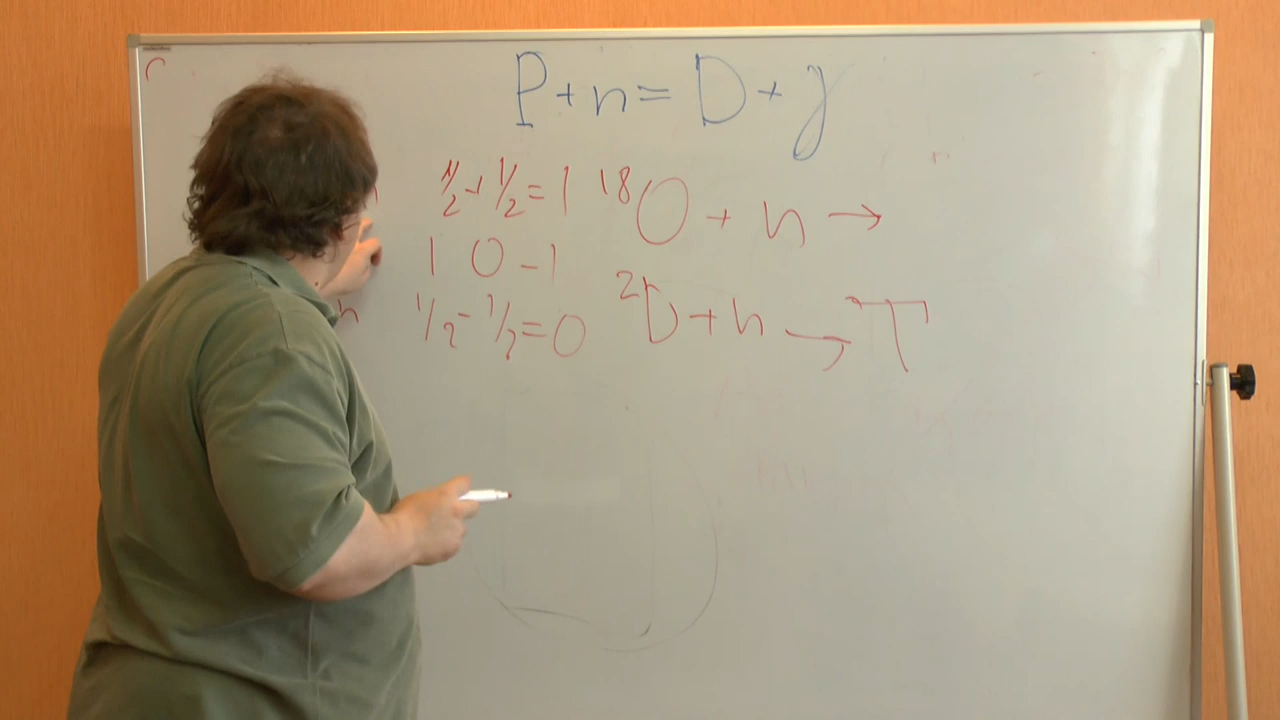 P + n = D + γ
1/2 + 1/2 = 1 ¹⁸O + n →
1 0 -1
n 1/2 - 1/2 = 0 ²D + n → T